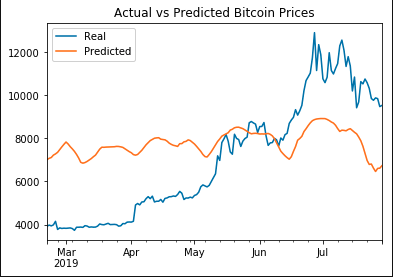 Actual vs Predicted Bitcoin Prices
Real
Predicted
12000
10000
8000
6000
4000
Mar
2019
Apr
May
Jun
Jul